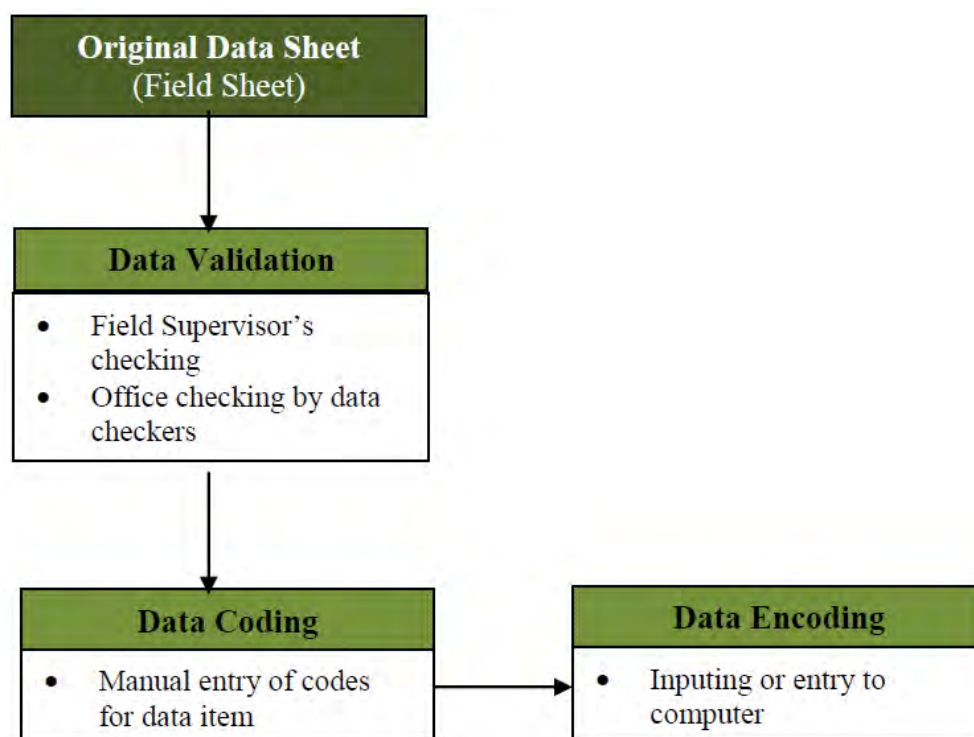 Original Data Sheet
(Field Sheet)
Data Validation
• Field Supervisor’s
checking
• Office checking by data
checkers
Data Coding
• Manual entry of codes
for data item
Data Encoding
• Inputing or entry to
computer